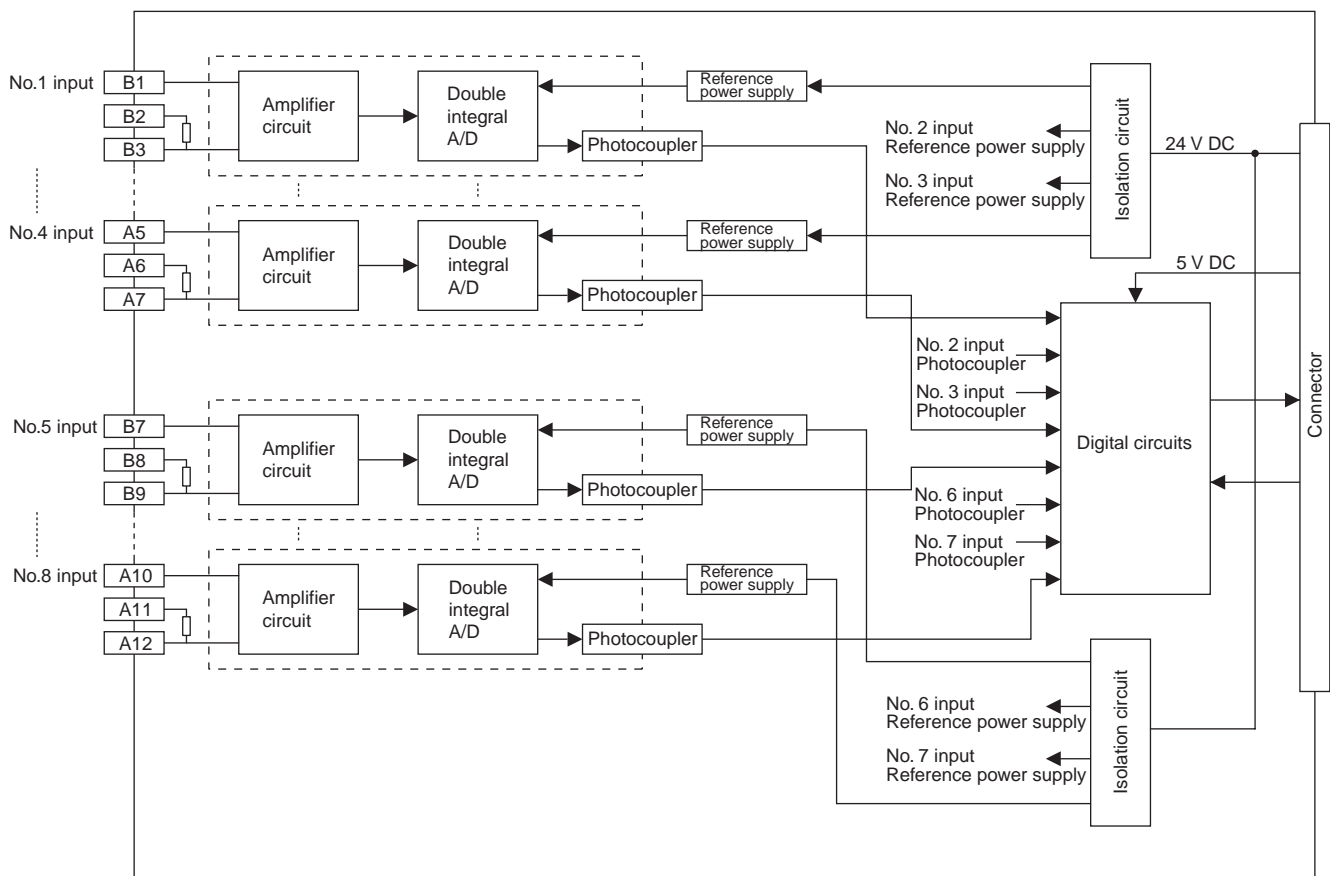 No.1 input
B1
B2
B3
Amplifier
circuit
Double
integral
A/D
Reference
power supply
Photocoupler
No. 2 input
Reference power supply
No. 3 input
Reference power supply
Isolation circuit
24 V DC
No.4 input
A5
A6
A7
Amplifier
circuit
Double
integral
A/D
Reference
power supply
Photocoupler
5 V DC
No. 2 input
Photocoupler
No. 3 input
Photocoupler
Digital circuits
Connector
No.5 input
B7
B8
B9
Amplifier
circuit
Double
integral
A/D
Reference
power supply
Photocoupler
No. 6 input
Photocoupler
No. 7 input
Photocoupler
No.8 input
A10
A11
A12
Amplifier
circuit
Double
integral
A/D
Reference
power supply
Photocoupler
No. 6 input
Reference power supply
No. 7 input
Reference power supply
Isolation circuit